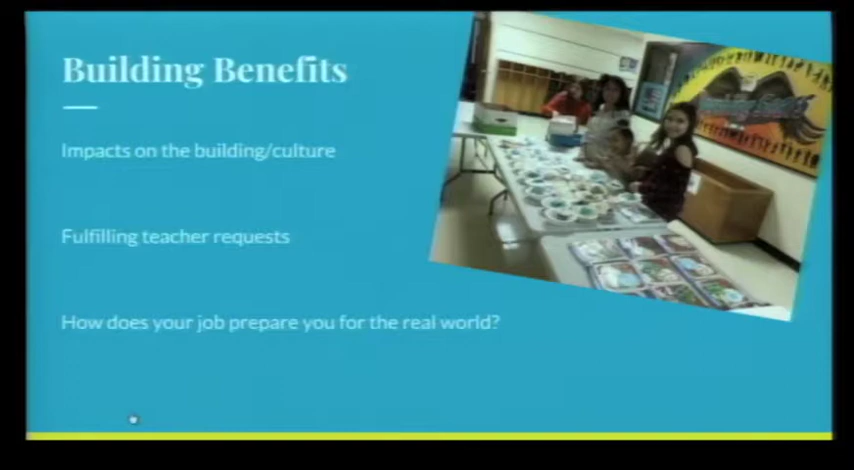 Building Benefits
Impacts on the building/culture
Fulfilling teacher requests
How does your job prepare you for the real world?